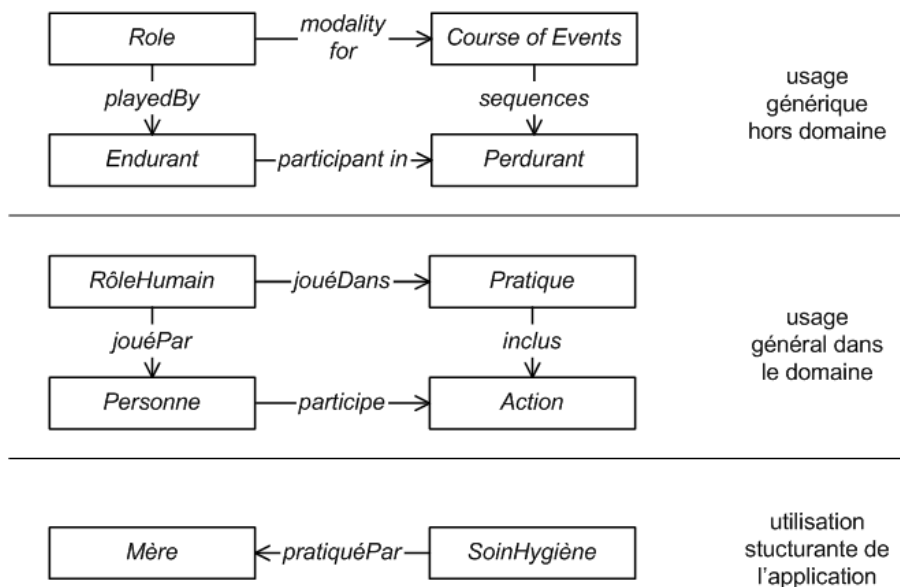 Role
modality
for
Course of Events
playedBy
sequences
Endurant
participant in
Perdurant
usage
générique
hors domaine
RôleHumain
jouéDans
Pratique
jouéPar
inclus
Personne
participe
Action
usage
général dans
le domaine
Mère
pratiquéPar
SoinHygiène
utilisation
stucturante de
l'application